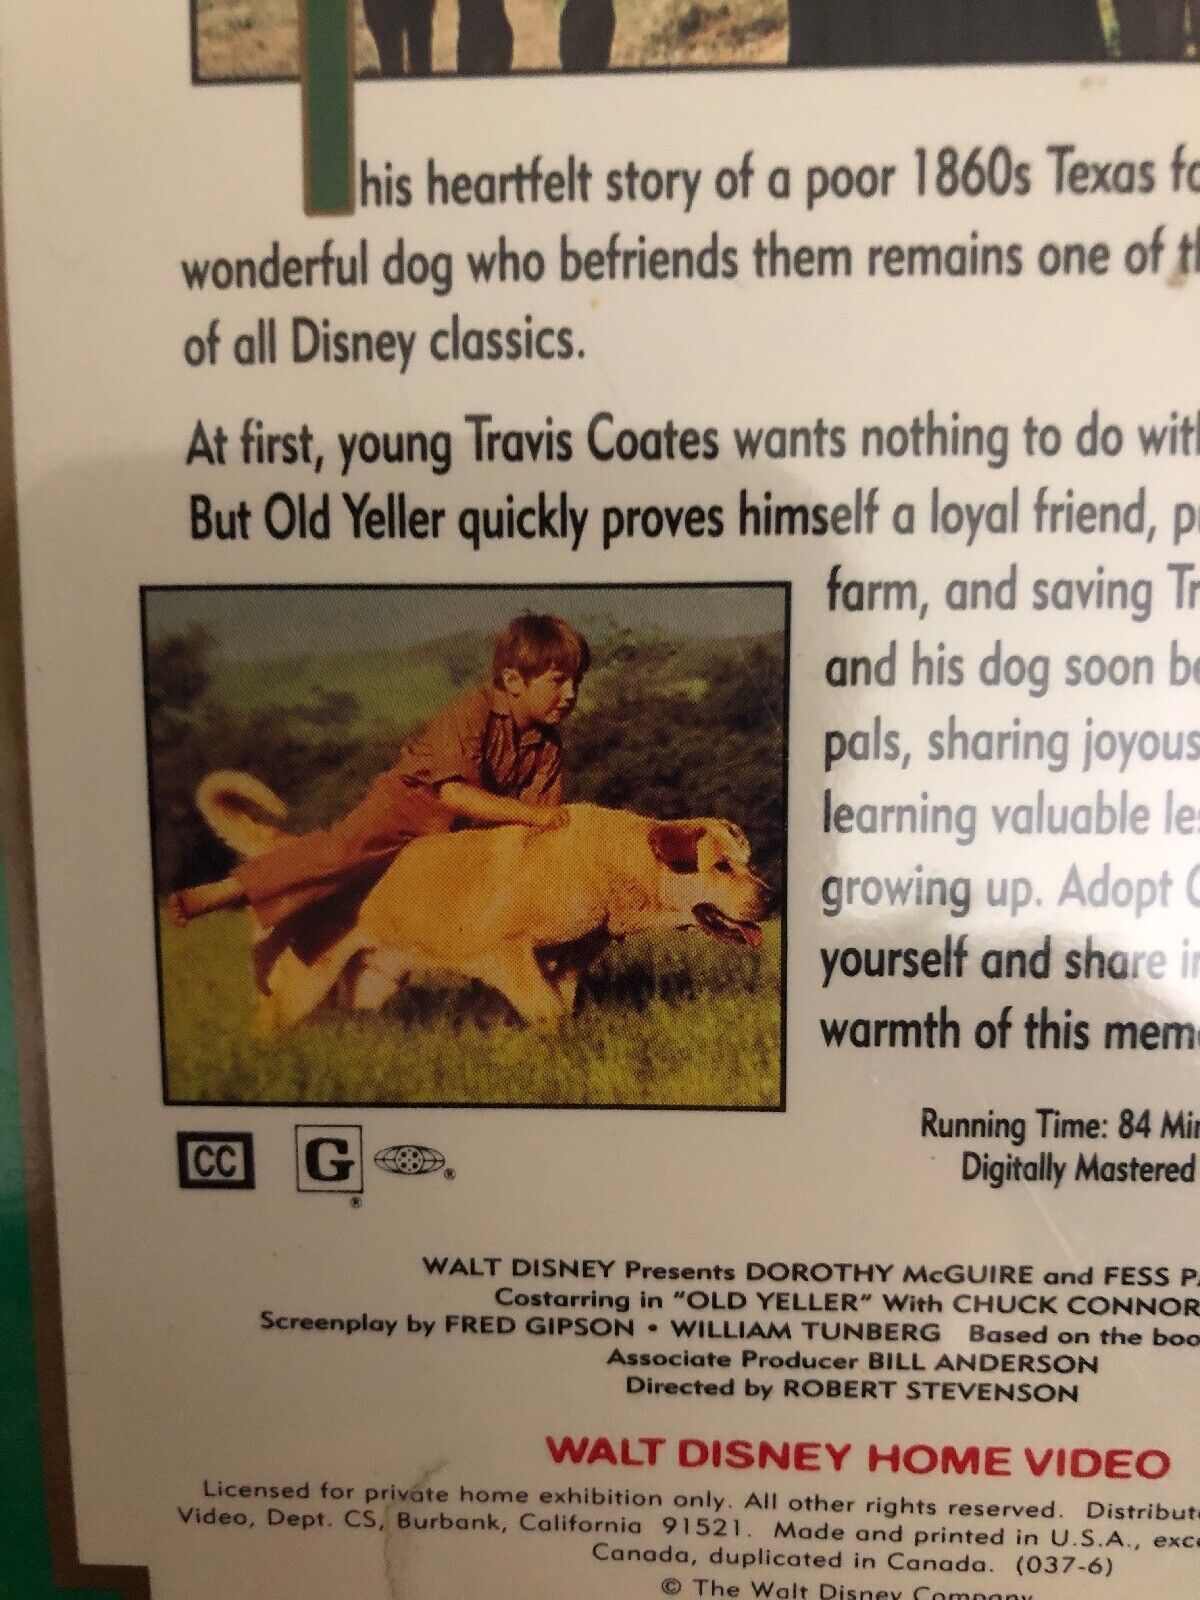 This heartfelt story of a poor 1860s Texas
wonderful dog who befriends them remains one of
of all Disney classics.
At first, young Travis Coates wants nothing to do with
But Old Yeller quickly proves himself a loyal friend,
farm, and saving
and his dog soon
pals, sharing joyous
learning valuable
growing up. Adopt
yourself and share in
warmth of this
Running Time: 84
Digitally Mastered
CC G ®
®
WALT DISNEY Presents DOROTHY McGUIRE and FESS
Costarring in "OLD YELLER" With CHUCK
Screenplay by FRED GIPSON • WILLIAM TUNBERG Based on the
Associate Producer BILL ANDERSON
Directed by ROBERT STEVENSON
WALT DISNEY HOME VIDEO
Licensed for private home exhibition only. All other rights reserved.
Video, Dept. CS, Burbank, California 91521. Made and printed in U.S.A.,
Canada, duplicated in Canada. (037-6)
© The Walt Disney Company